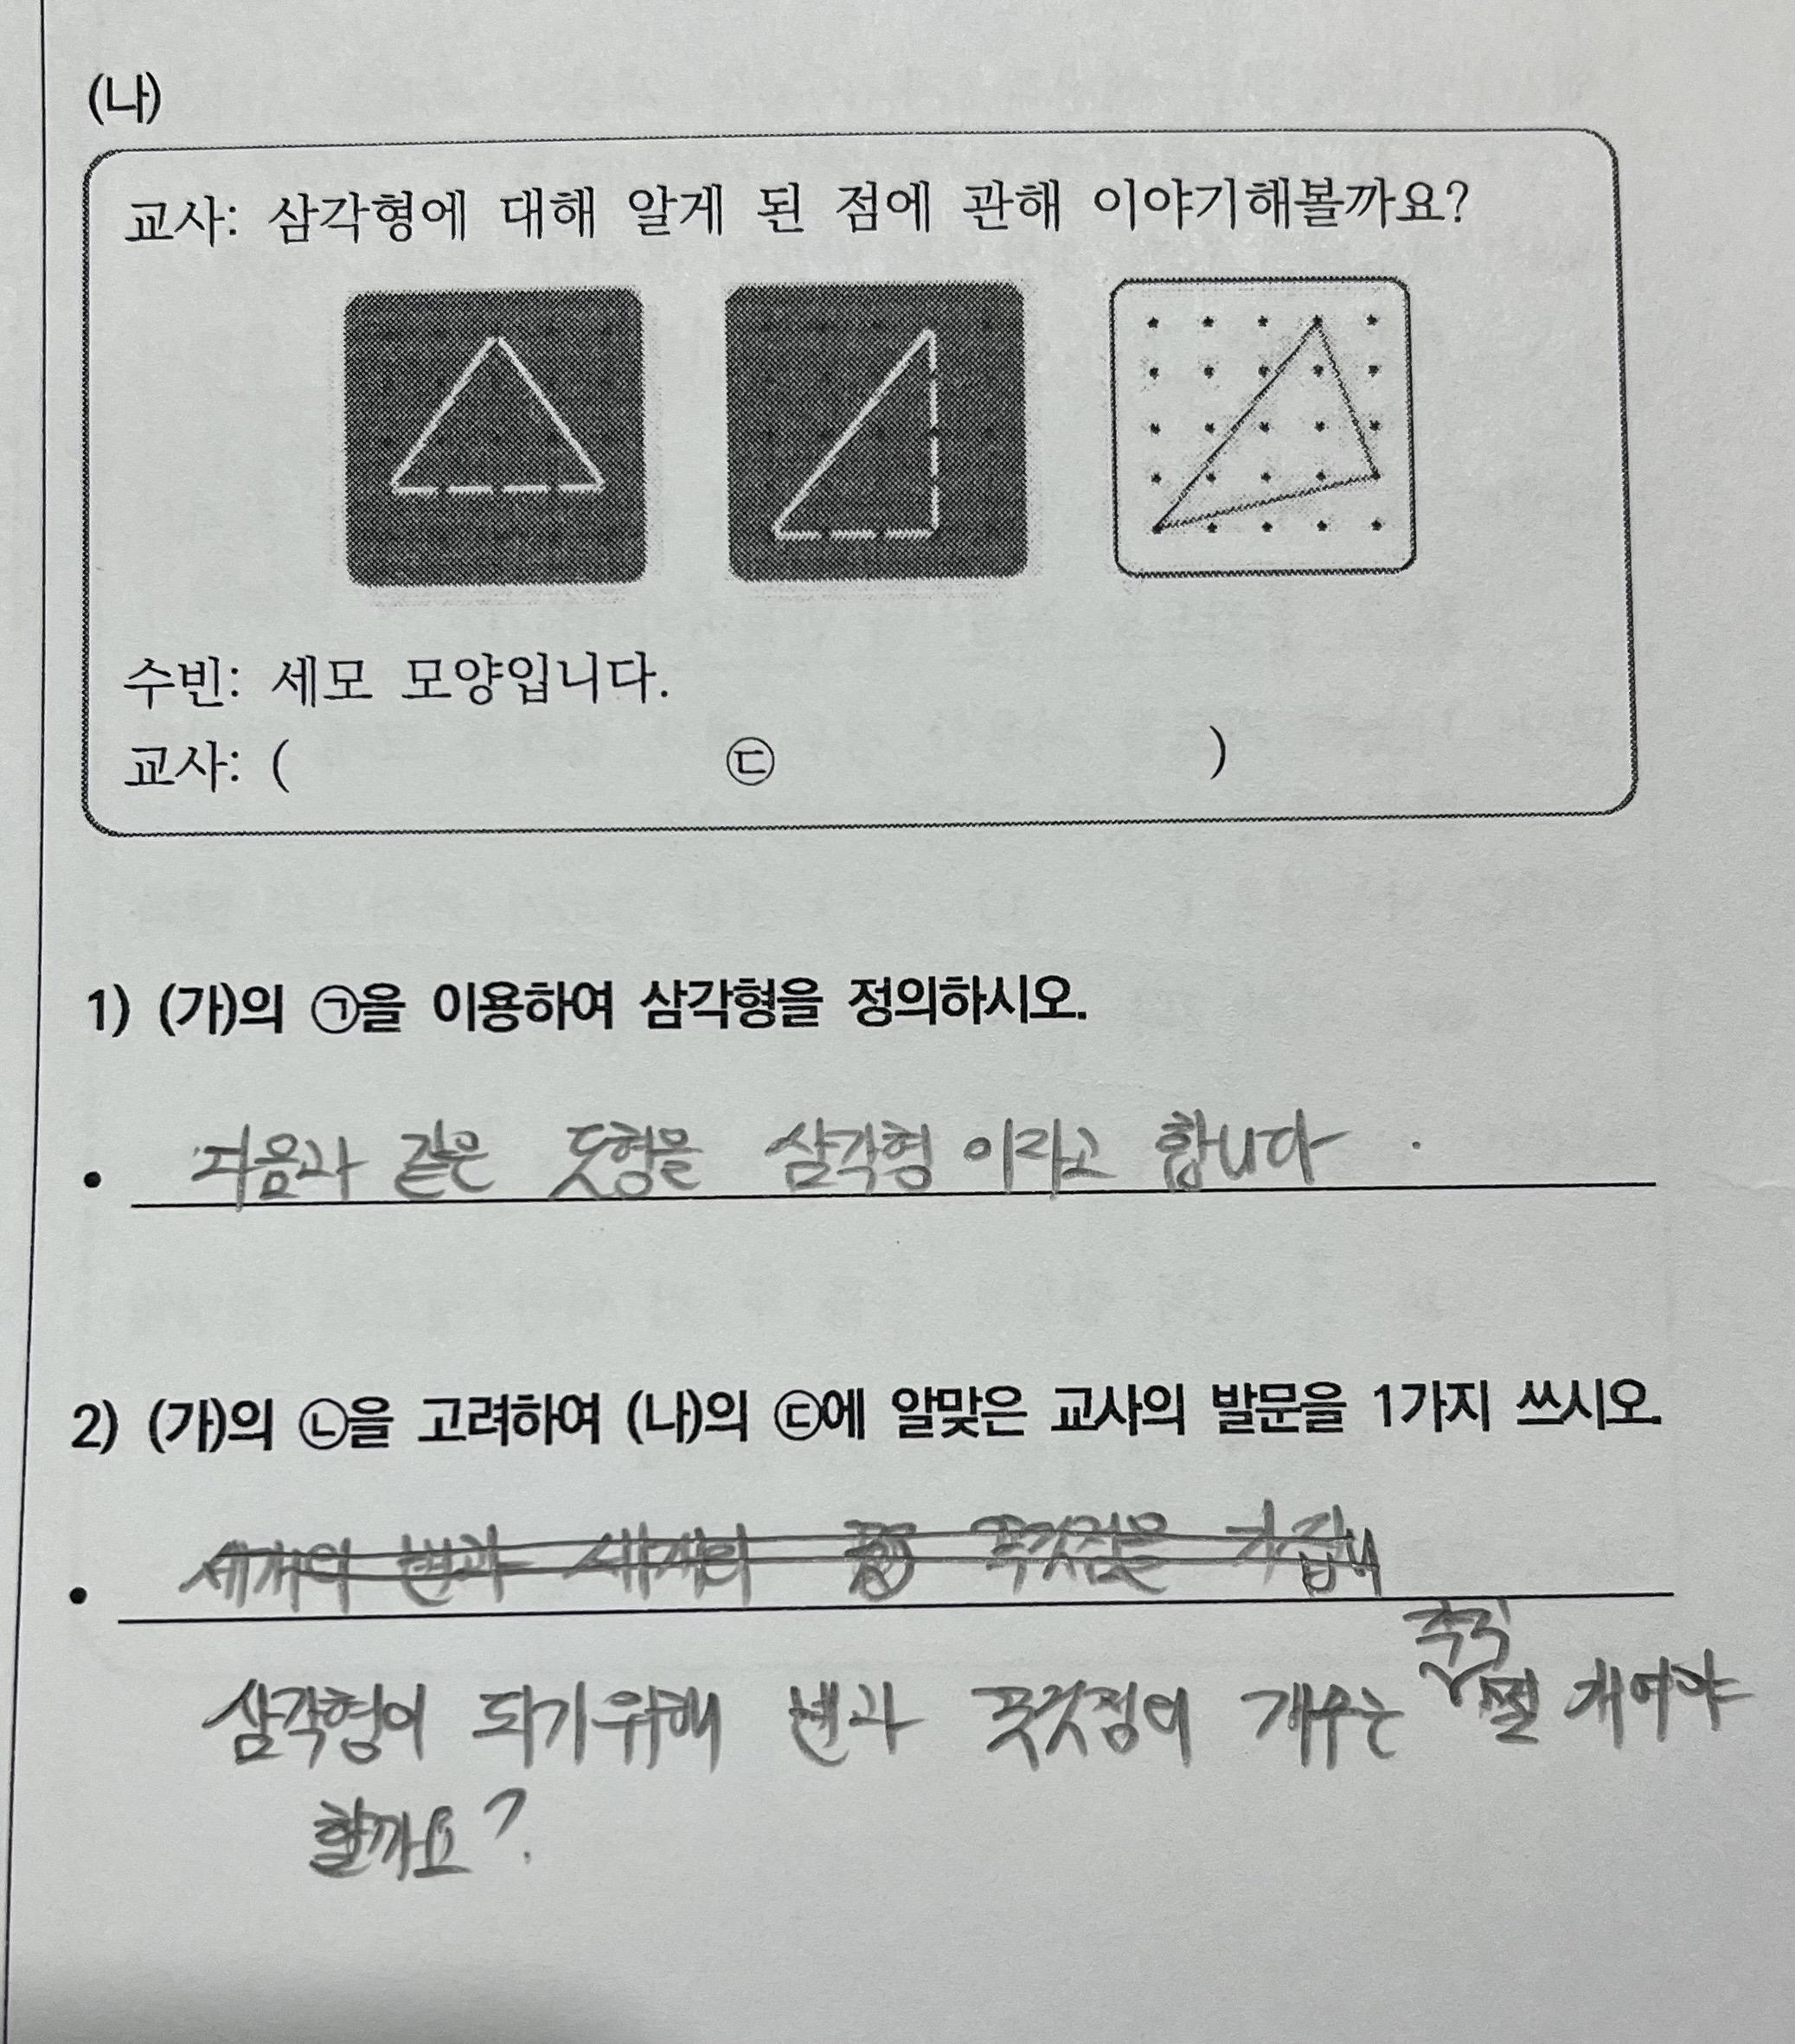 (나)
교사: 삼각형에 대해 알게 된 점에 관해 이야기해볼까요?
수빈: 세모 모양입니다.
교사: ( ㉢ )
1) (가)의 ㉠을 이용하여 삼각형을 정의하시오.
• 다음과 같은 도형을 삼각형 이라고 합니다.
2) (가)의 ㉡을 고려하여 (나)의 ㉢에 알맞은 교사의 발문을 1가지 쓰시오.
• 세개의 변과 세개의 꼭짓점을 가집니
각각
삼각형이 되기위해 변과 꼭짓점의 개수는 몇 개여야
할까요?